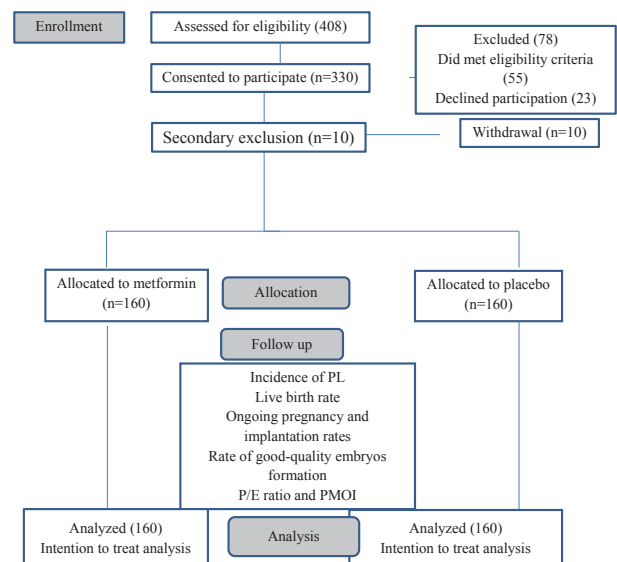 Enrollment
Assessed for eligibility (408)
Excluded (78)
Did met eligibility criteria
(55)
Declined participation (23)
Consented to participate (n=330)
Secondary exclusion (n=10)
Withdrawal (n=10)
Allocated to metformin
(n=160)
Allocation
Allocated to placebo
(n=160)
Follow up
Incidence of PL
Live birth rate
Ongoing pregnancy and
implantation rates
Rate of good-quality embryos
formation
P/E ratio and PMOI
Analyzed (160)
Intention to treat analysis
Analysis
Analyzed (160)
Intention to treat analysis